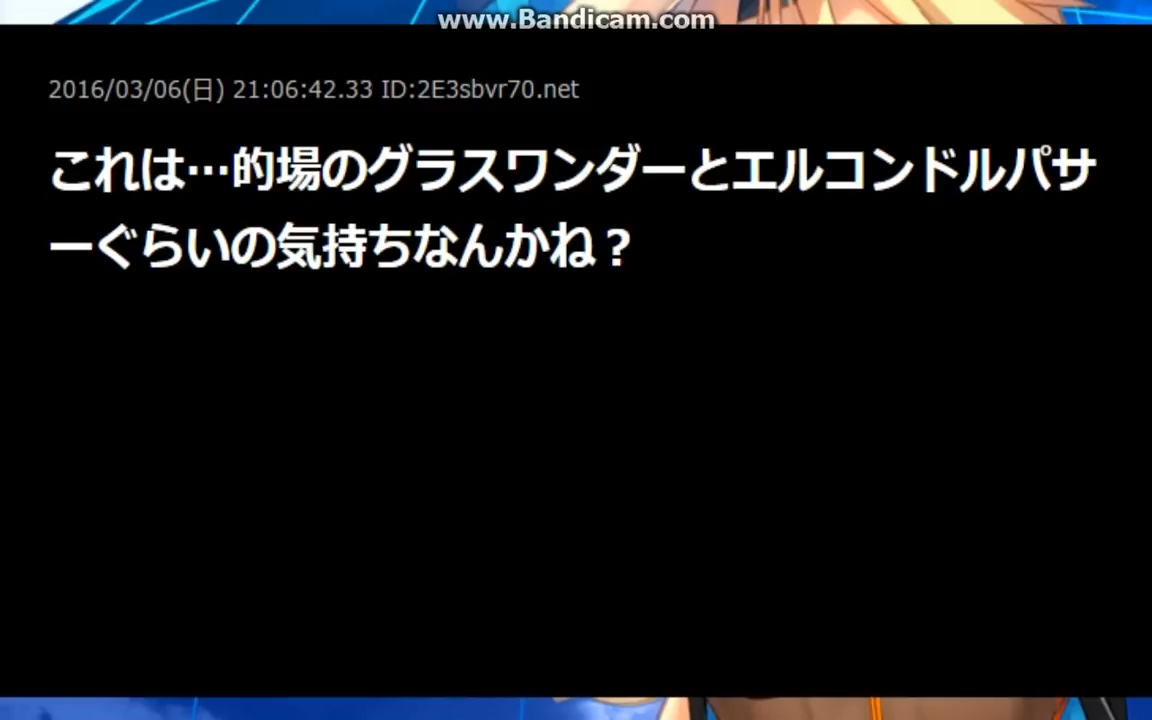 www.Bandicam.com
2016/03/06(日) 21:06:42.33 ID:2E3sbvr70.net
これは…的場のグラスワンダーとエルコンドルパサ
ーぐらいの気持ちなんかね？